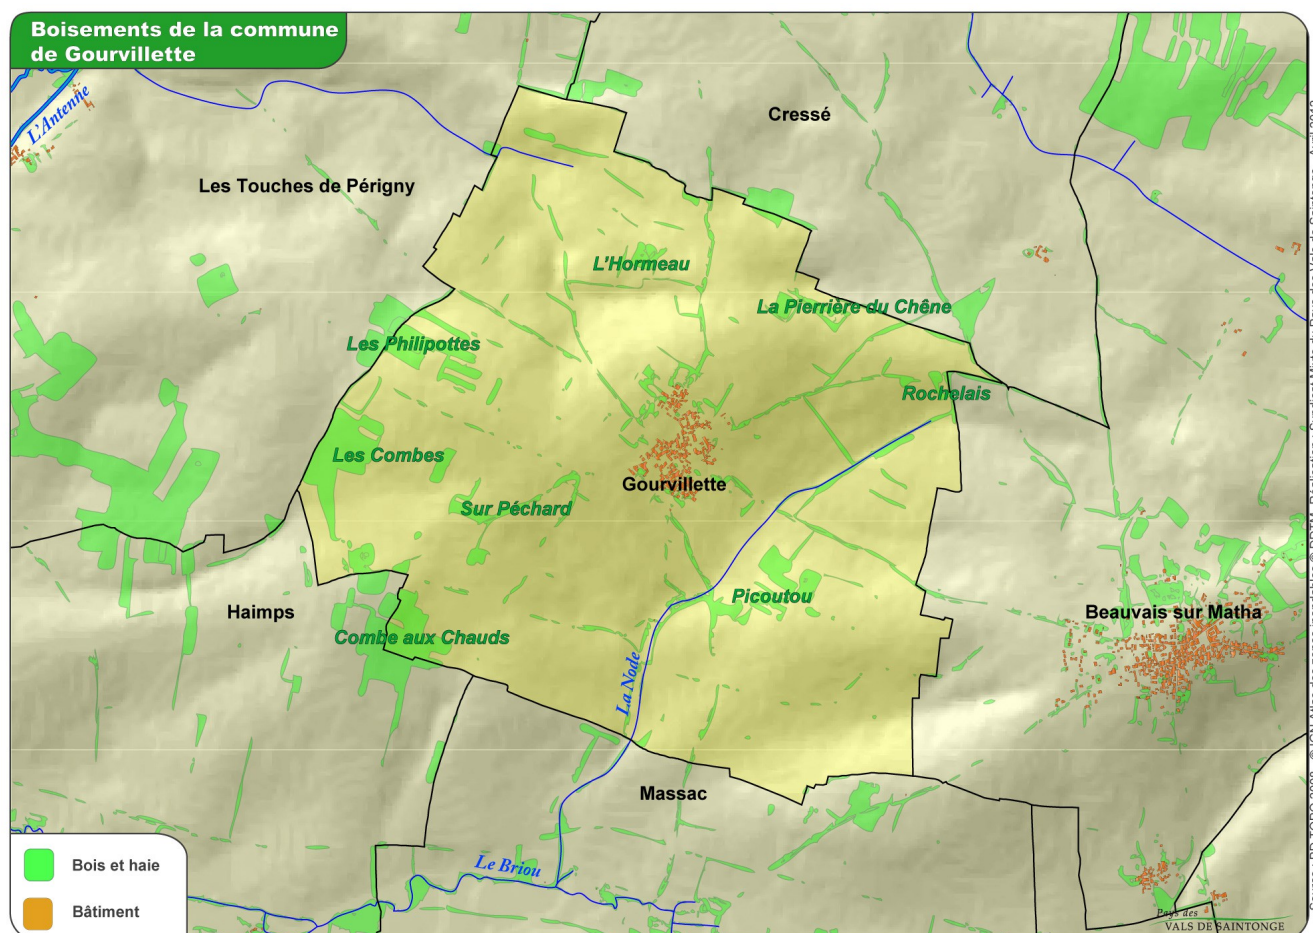 Boisements de la commune
de Gourvillette
L'Antenne
Cressé
Les Touches de Périgny
L'Hormeau
La Pierrière du Chêne
Les Philipottes
Rochelais
Les Combes
Gourvillette
Sur Péchard
Picoutou
Haimps
Beauvais sur Matha
Combe aux Chauds
La Node
Massac
Le Briou
Bois et haie
Bâtiment
Pays des
VALS DE SAINTONGE